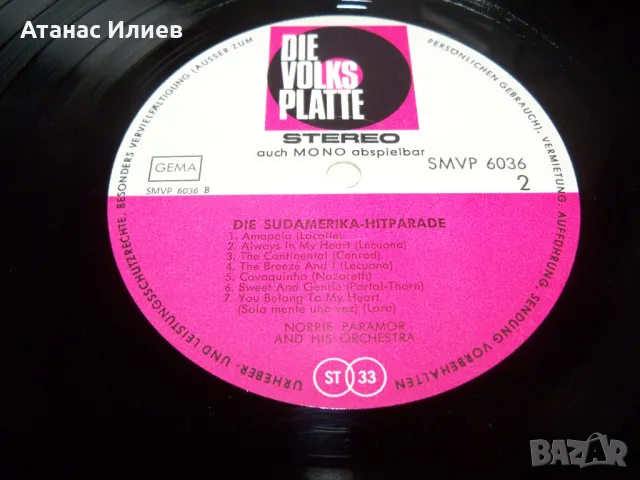 Атанас Илиев
DIE
VOLKS
PLATTE
STEREO
auch MONO abspielbar
GEMA
SMVP 6036 B
SMVP 6036
2
DIE SÜDAMERIKA-HITPARADE
1. Amapola (Lacalle)
2. Always In My Heart (Lecuona)
3. The Continental (Conrad)
4. The Breeze And I (Lecuona)
5. Cavaquinho (Nazareth)
6. Sweet And Gentle (Portal-Thorn)
7. You Belong To My Heart
(Sola mente una vez) (Lara)
NORRIE PARAMOR
AND HIS ORCHESTRA
ST 33
URHEBER- UND LEISTUNGSSCHUTZRECHTE, BESONDERS VERVIELFÄLTIGUNG (AUSSER ZUM PERSÖNLICHEN GEBRAUCH), VERMIETUNG, AUFFÜHRUNG, SENDUNG VORBEHALTEN
BAZAR